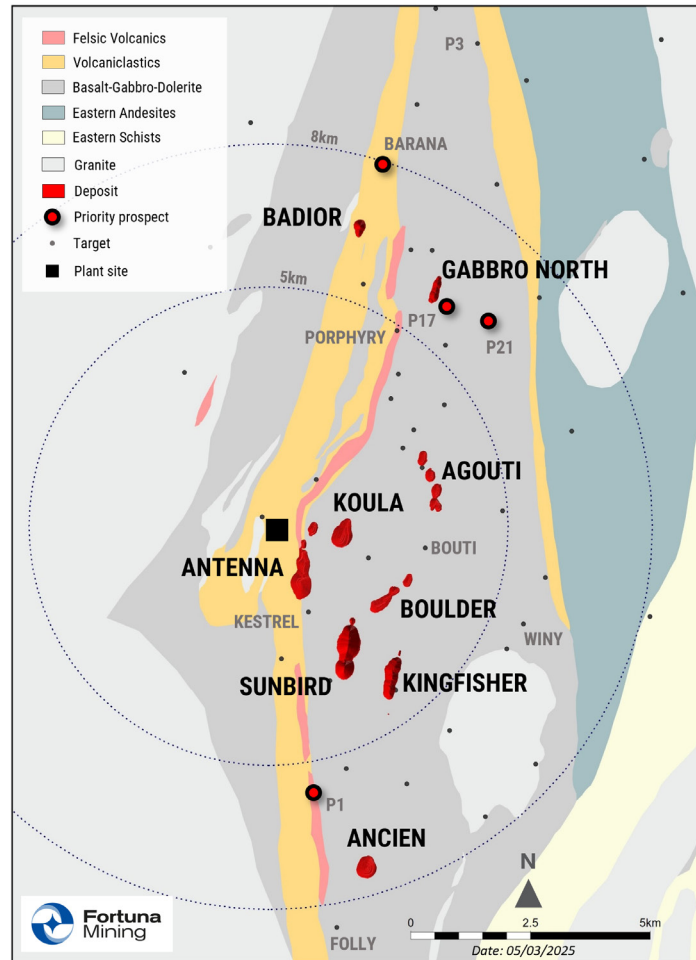 Felsic Volcanics
Volcaniclastics
Basalt-Gabbro-Dolerite
Eastern Andesites
Eastern Schists
Granite
Deposit
Priority prospect
Target
Plant site
P3
8km
BARANA
BADIOR
5km
GABBRO NORTH
PORPHYRY
P17
P21
AGOUTI
KOULA
BOUTI
ANTENNA
BOULDER
KESTREL
WINY
SUNBIRD
KINGFISHER
P1
ANCIEN
N
Fortuna
Mining
FOLLY
0 2.5 5km
Date: 05/03/2025